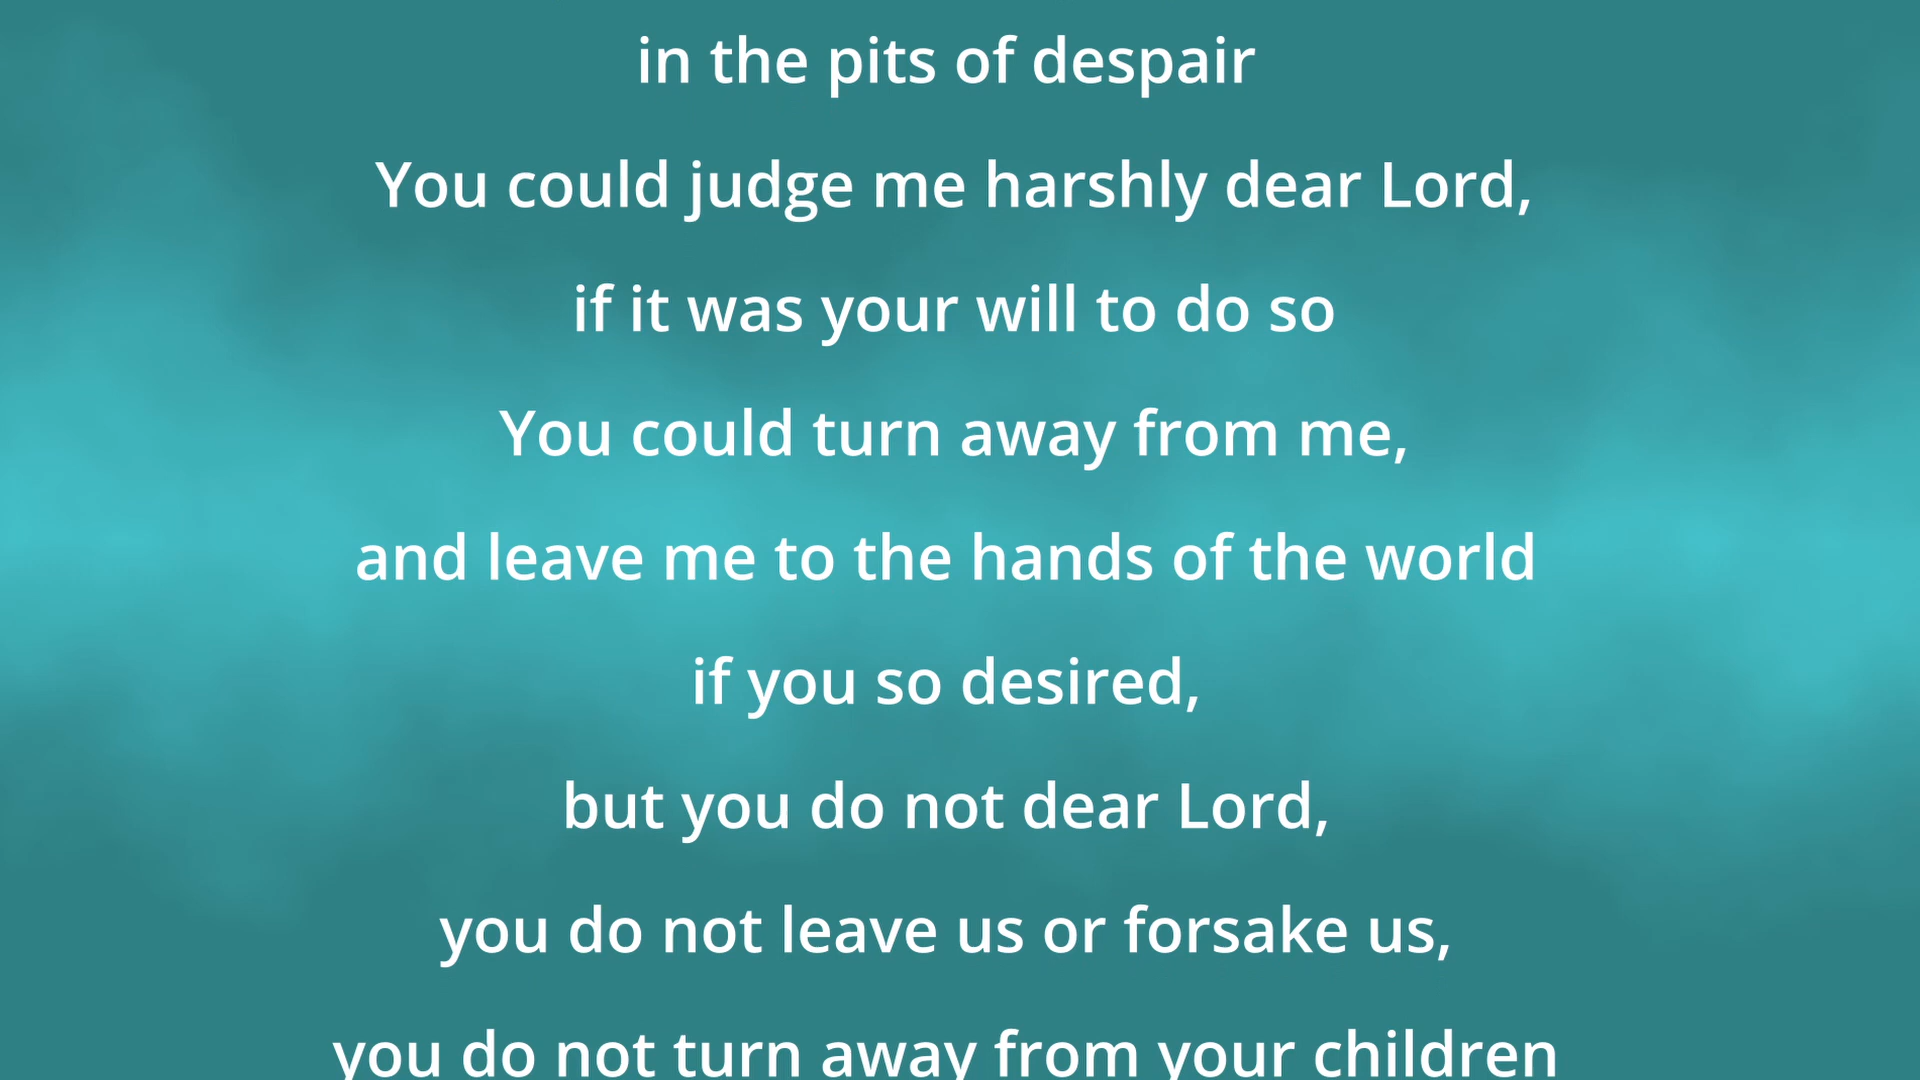 in the pits of despair
You could judge me harshly dear Lord,
if it was your will to do so
You could turn away from me,
and leave me to the hands of the world
if you so desired,
but you do not dear Lord,
you do not leave us or forsake us,
you do not turn away from your children